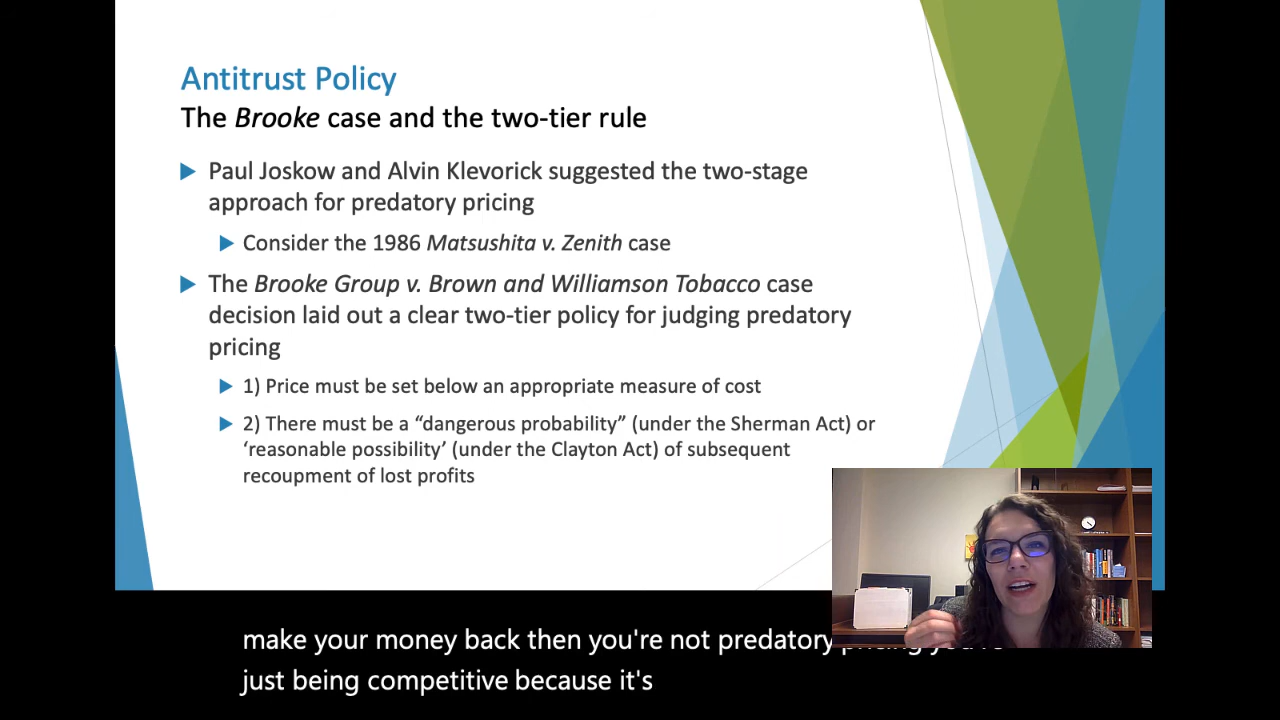 Antitrust Policy
The Brooke case and the two-tier rule
Paul Joskow and Alvin Klevorick suggested the two-stage
approach for predatory pricing
Consider the 1986 Matsushita v. Zenith case
The Brooke Group v. Brown and Williamson Tobacco case
decision laid out a clear two-tier policy for judging predatory
pricing
1) Price must be set below an appropriate measure of cost
2) There must be a “dangerous probability” (under the Sherman Act) or
‘reasonable possibility’ (under the Clayton Act) of subsequent
recoupment of lost profits
make your money back then you're not predatory
just being competitive because it's